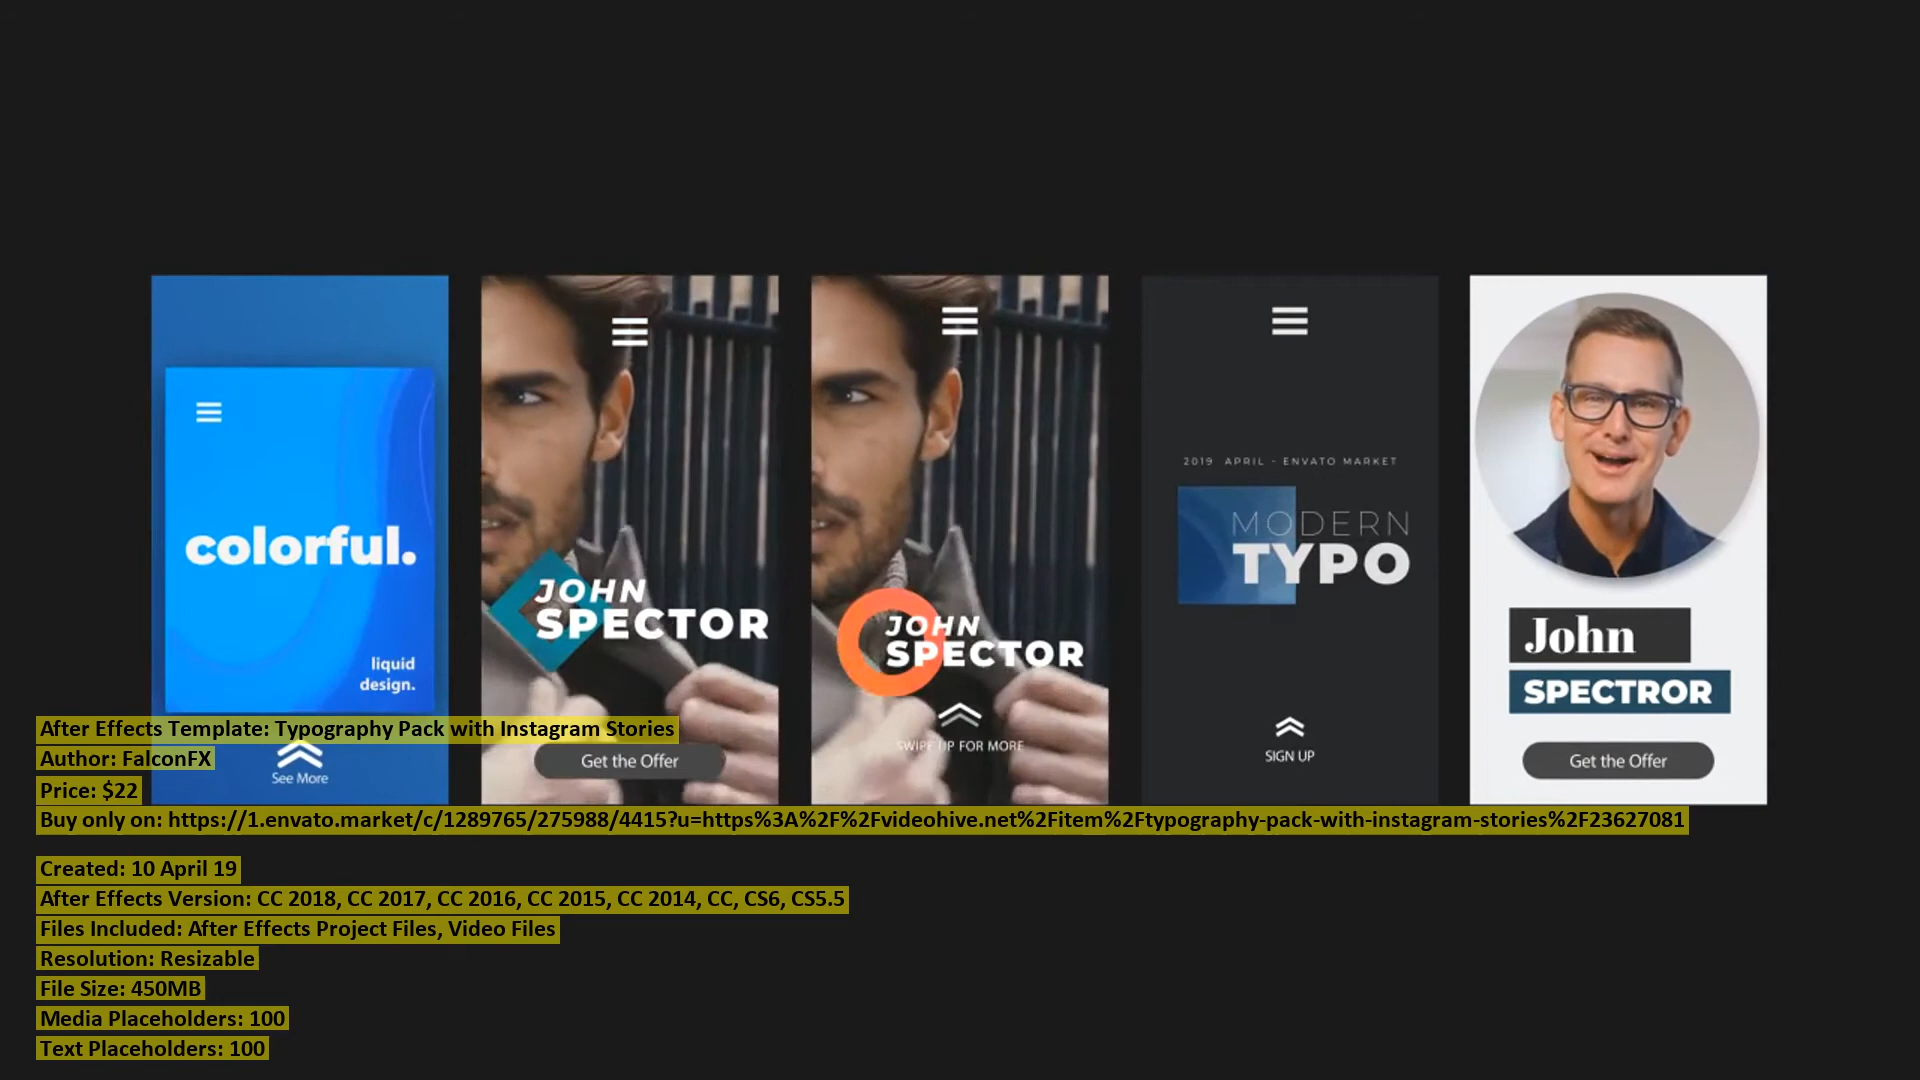 colorful.
liquid
design.
See More
JOHN
SPECTOR
Get the Offer
JOHN
SPECTOR
SWIPE UP FOR MORE
2019 APRIL - ENVATO MARKET
MODERN
TYPO
SIGN UP
John
SPECTROR
Get the Offer
After Effects Template: Typography Pack with Instagram Stories
Author: FalconFX
Price: $22
Buy only on: https://1.envato.market/c/1289765/275988/4415?u=https%3A%2F%2Fvideohive.net%2Fitem%2Ftypography-pack-with-instagram-stories%2F23627081
Created: 10 April 19
After Effects Version: CC 2018, CC 2017, CC 2016, CC 2015, CC 2014, CC, CS6, CS5.5
Files Included: After Effects Project Files, Video Files
Resolution: Resizable
File Size: 450MB
Media Placeholders: 100
Text Placeholders: 100